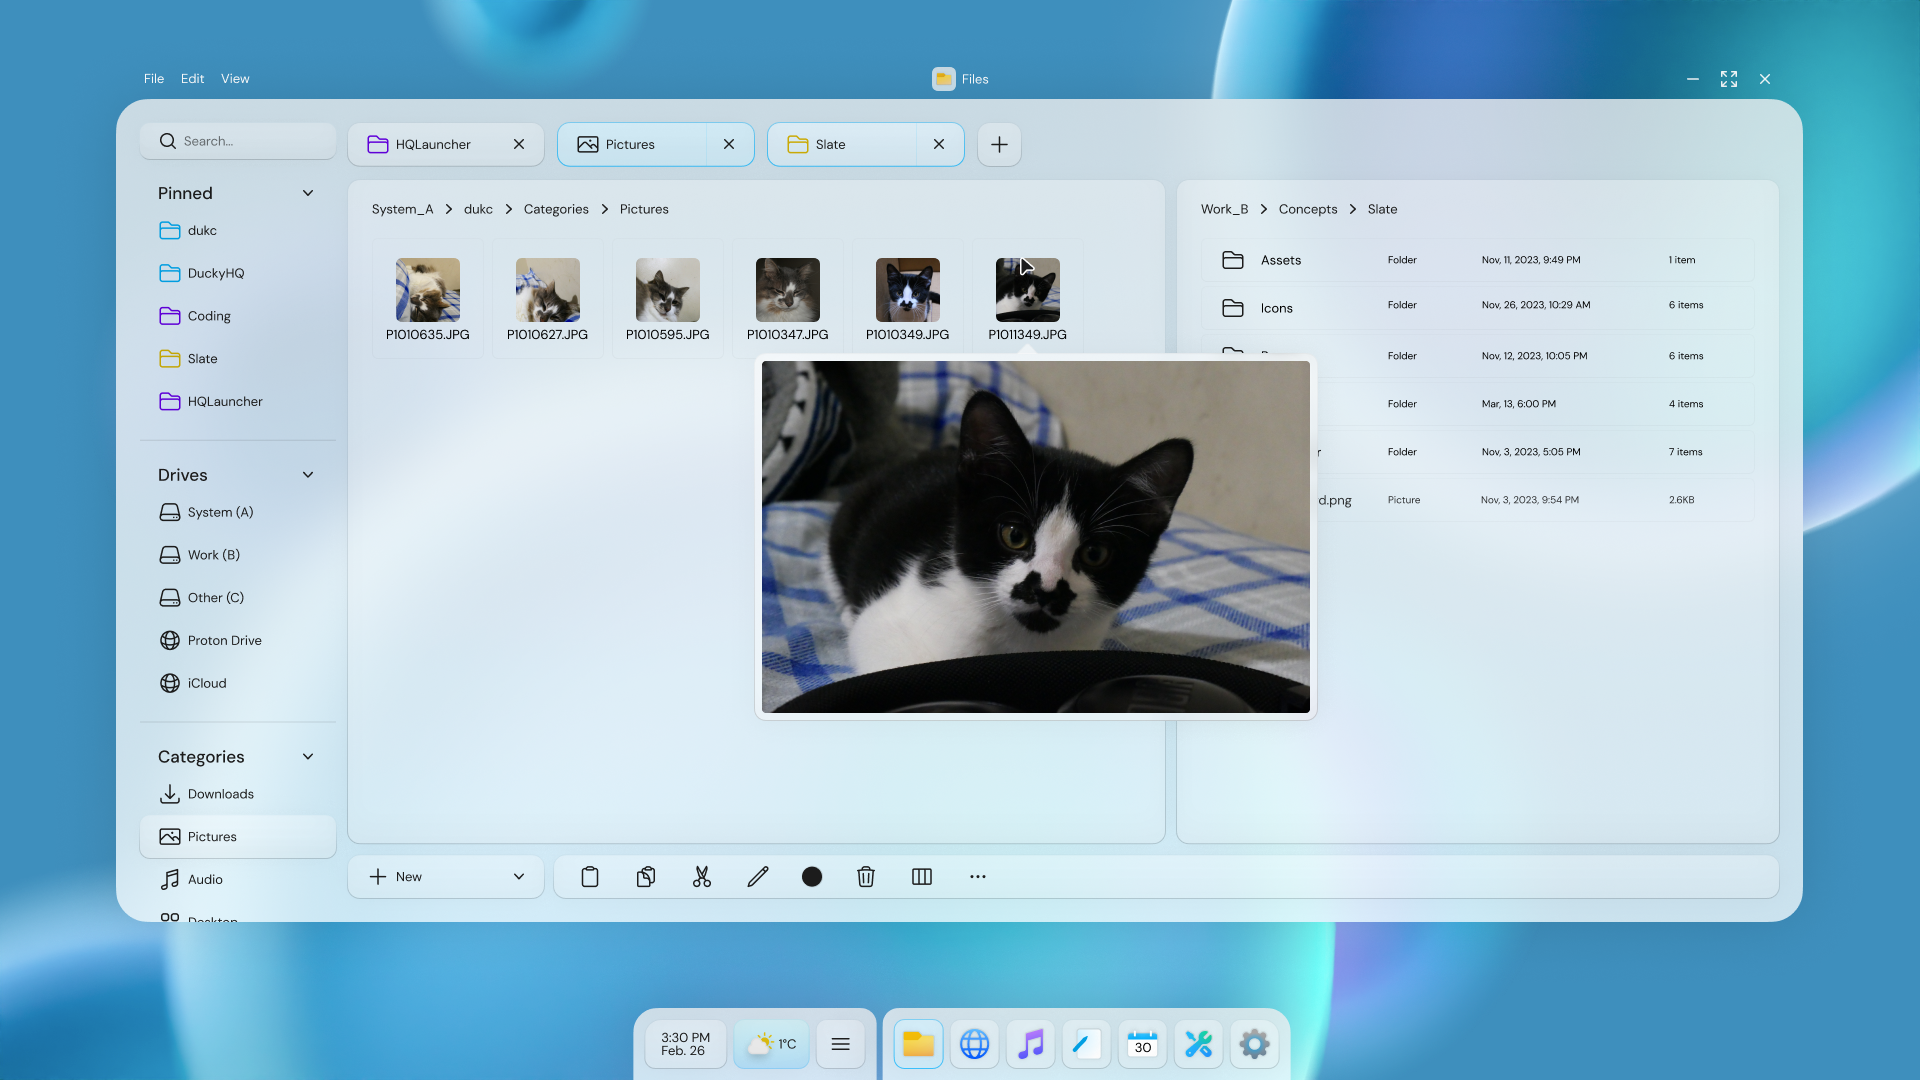 File Edit View
Files
Search...
HQLauncher
Pictures
Slate
Pinned
dukc
DuckyHQ
Coding
Slate
HQLauncher
Drives
System (A)
Work (B)
Other (C)
Proton Drive
iCloud
Categories
Downloads
Pictures
Audio
Desktop
System_A > dukc > Categories > Pictures
P1010635.JPG
P1010627.JPG
P1010595.JPG
P1010347.JPG
P1010349.JPG
P1011349.JPG
Work_B > Concepts > Slate
Assets Folder Nov, 11, 2023, 9:49 PM 1 item
Icons Folder Nov, 26, 2023, 10:29 AM 6 items
Folder Nov, 12, 2023, 10:05 PM 6 items
Folder Mar, 13, 6:00 PM 4 items
r Folder Nov, 3, 2023, 5:05 PM 7 items
d.png Picture Nov, 3, 2023, 9:54 PM 2.6KB
New
3:30 PM
Feb. 26
1°C
30